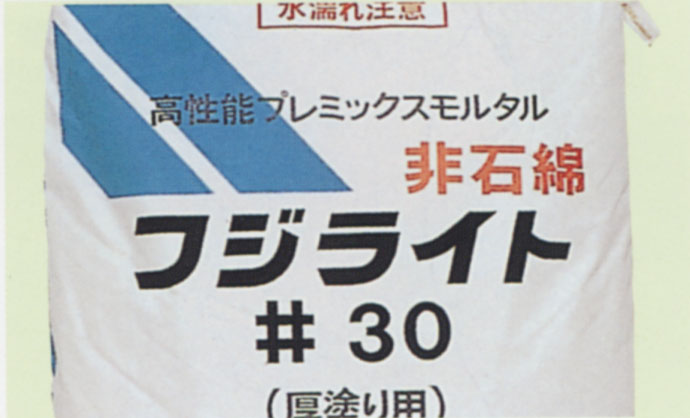 水濡れ注意
高性能プレミックスモルタル
非石綿
フジライト
# 30
(厚塗り用)